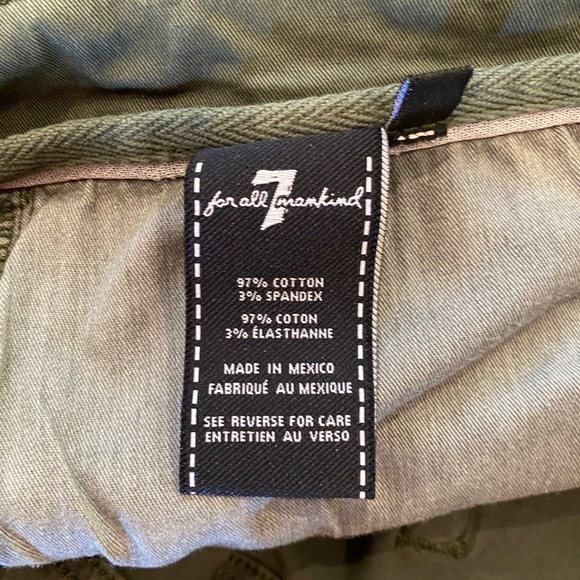 7
for all mankind
97% COTTON
3% SPANDEX
97% COTON
3% ÉLASTHANNE
MADE IN MEXICO
FABRIQUÉ AU MEXIQUE
SEE REVERSE FOR CARE
ENTRETIEN AU VERSO